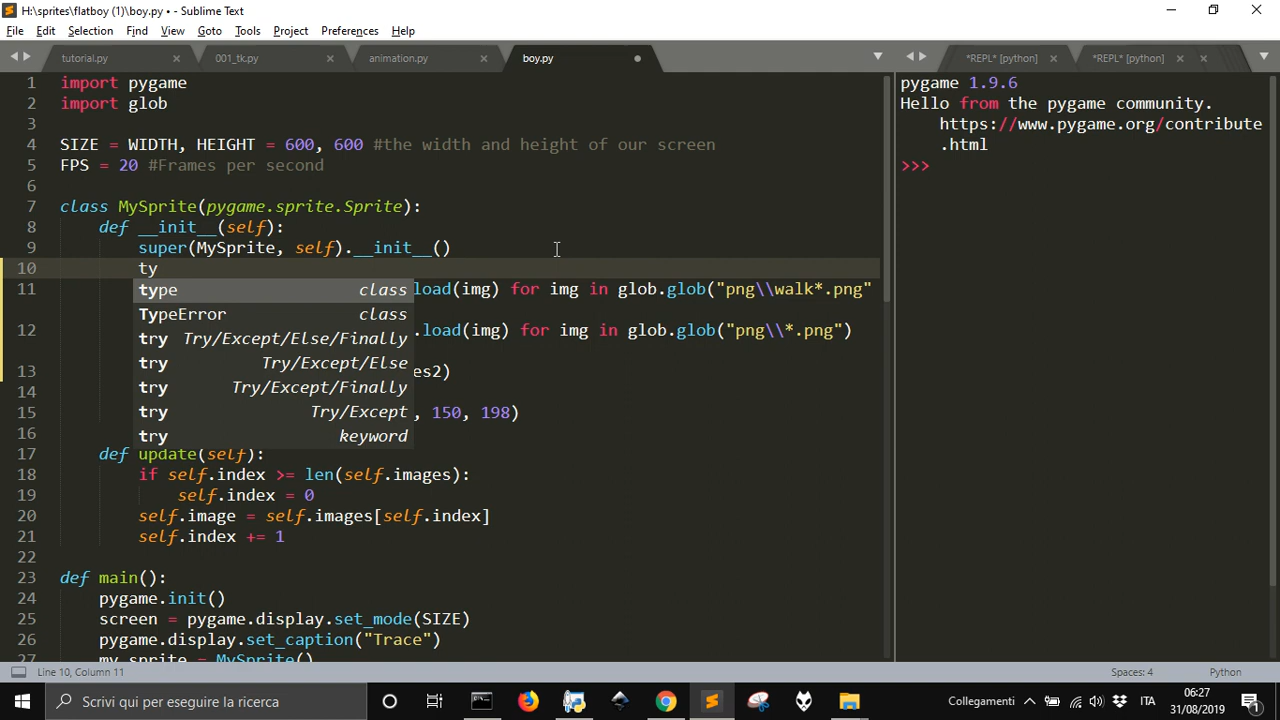 H:\sprites\flatboy (1)\boy.py • - Sublime Text
File Edit Selection Find View Goto Tools Project Preferences Help
tutorial.py 001_tk.py animation.py boy.py *REPL* [python] *REPL* [python]
1 import pygame
2 import glob
3
4 SIZE = WIDTH, HEIGHT = 600, 600 #the width and height of our screen
5 FPS = 20 #Frames per second
6
7 class MySprite(pygame.sprite.Sprite):
8 def __init__(self):
9 super(MySprite, self).__init__()
10 ty
11 load(img) for img in glob.glob("png\\walk*.png"
12 .load(img) for img in glob.glob("png\\*.png")
13 es2)
14
15 , 150, 198)
16
17 def update(self):
18 if self.index >= len(self.images):
19 self.index = 0
20 self.image = self.images[self.index]
21 self.index += 1
22
23 def main():
24 pygame.init()
25 screen = pygame.display.set_mode(SIZE)
26 pygame.display.set_caption("Trace")
27 my_sprite = MySprite()
type class
TypeError class
try Try/Except/Else/Finally
try Try/Except/Else
try Try/Except/Finally
try Try/Except
try keyword
pygame 1.9.6
Hello from the pygame community.
https://www.pygame.org/contribute
.html
>>>
Line 10, Column 11 Spaces: 4 Python
Scrivi qui per eseguire la ricerca
Collegamenti ITA 06:27
31/08/2019
1